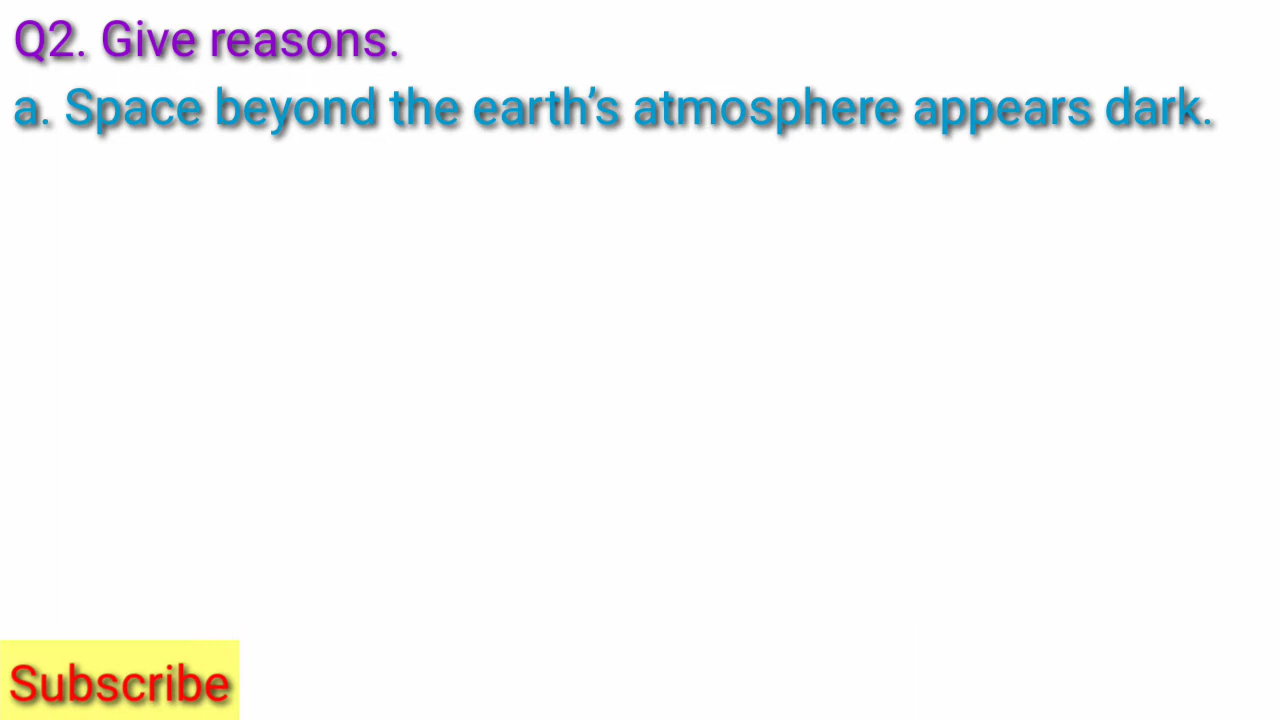 Q2. Give reasons.
a. Space beyond the earth’s atmosphere appears dark.
Subscribe